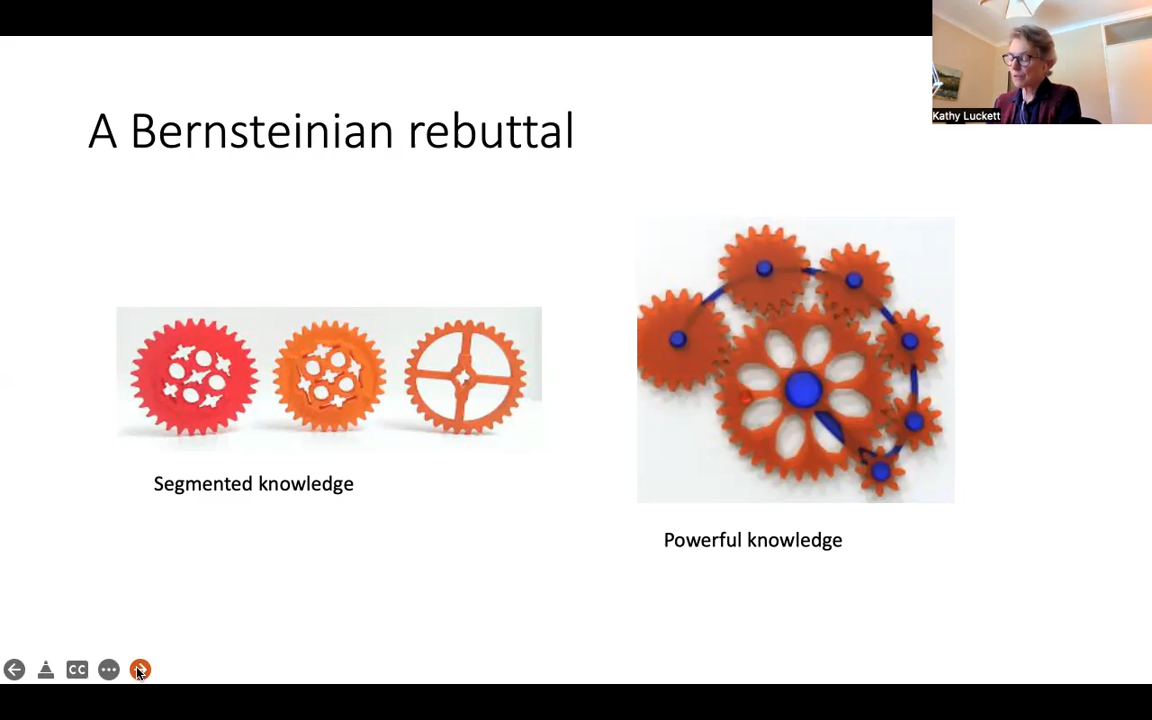 A Bernsteinian rebuttal
Kathy Luckett
Segmented knowledge
Powerful knowledge
CC